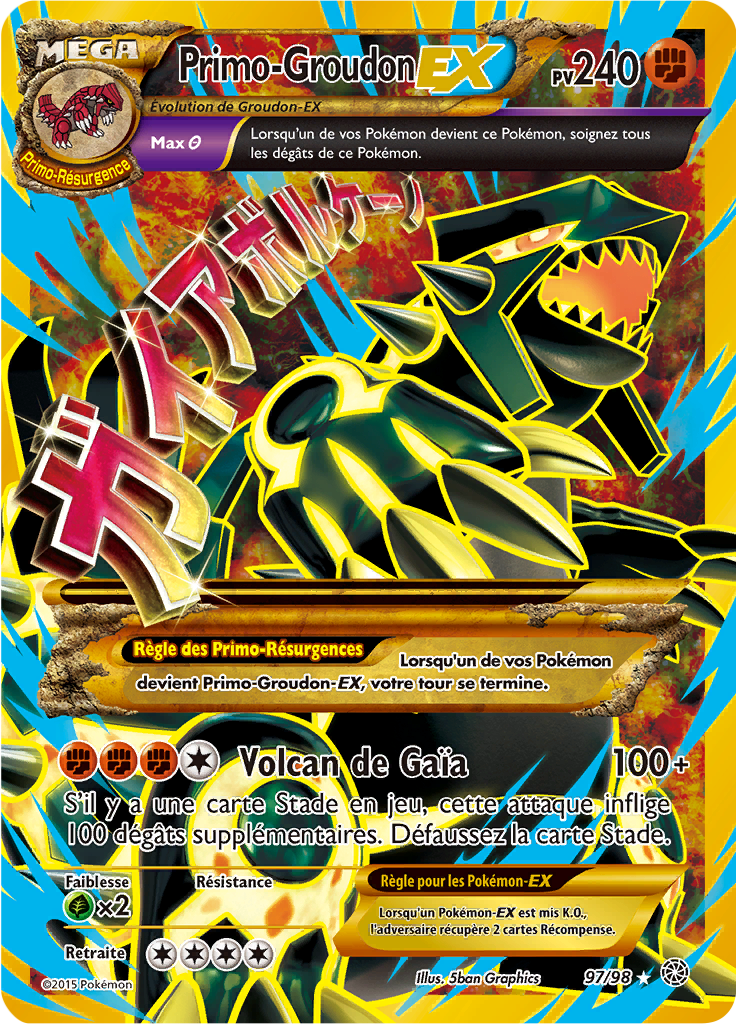 MÉGA
Primo-Groudon EX
PV240
Évolution de Groudon-EX
Primo-Résurgence
Max θ
Lorsqu'un de vos Pokémon devient ce Pokémon, soignez tous
les dégâts de ce Pokémon.
ガイアボルケーノ
Règle des Primo-Résurgences
Lorsqu'un de vos Pokémon
devient Primo-Groudon-EX, votre tour se termine.
Volcan de Gaïa 100+
S'il y a une carte Stade en jeu, cette attaque inflige
100 dégâts supplémentaires. Défaussez la carte Stade.
Faiblesse
Résistance
×2
Retraite
Règle pour les Pokémon-EX
Lorsqu'un Pokémon-EX est mis K.O.,
l'adversaire récupère 2 cartes Récompense.
©2015 Pokémon
Illus. 5ban Graphics
97/98 ★